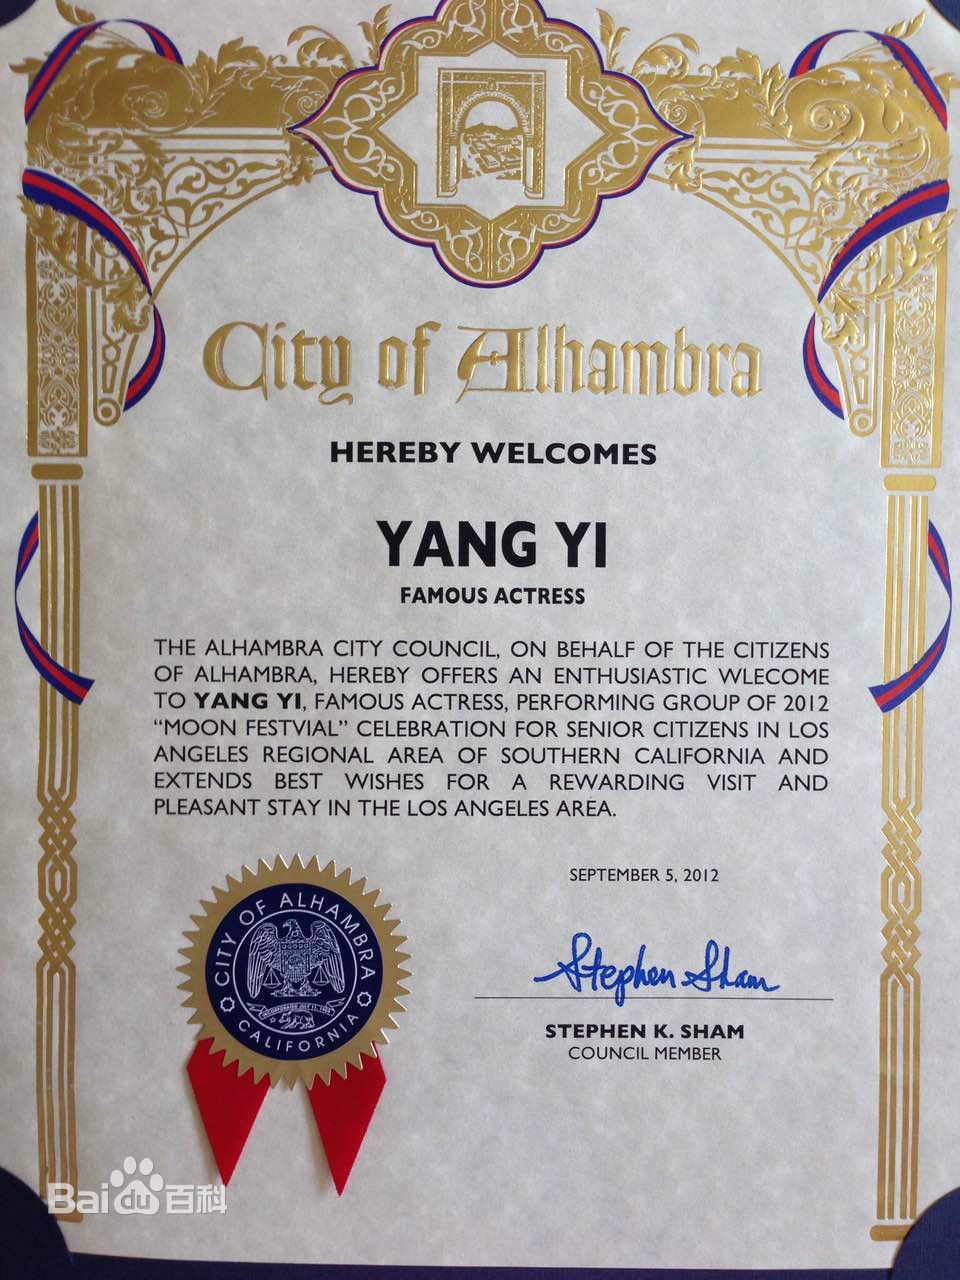 City of Alhambra
HEREBY WELCOMES
YANG YI
FAMOUS ACTRESS
THE ALHAMBRA CITY COUNCIL, ON BEHALF OF THE CITIZENS
OF ALHAMBRA, HEREBY OFFERS AN ENTHUSIASTIC WLECOME
TO YANG YI, FAMOUS ACTRESS, PERFORMING GROUP OF 2012
“MOON FESTVIAL” CELEBRATION FOR SENIOR CITIZENS IN LOS
ANGELES REGIONAL AREA OF SOUTHERN CALIFORNIA AND
EXTENDS BEST WISHES FOR A REWARDING VISIT AND
PLEASANT STAY IN THE LOS ANGELES AREA.
SEPTEMBER 5, 2012
CITY OF ALHAMBRA
INCORPORATED JULY 11, 1903
CALIFORNIA
Stephen Sham
STEPHEN K. SHAM
COUNCIL MEMBER
Bai百科